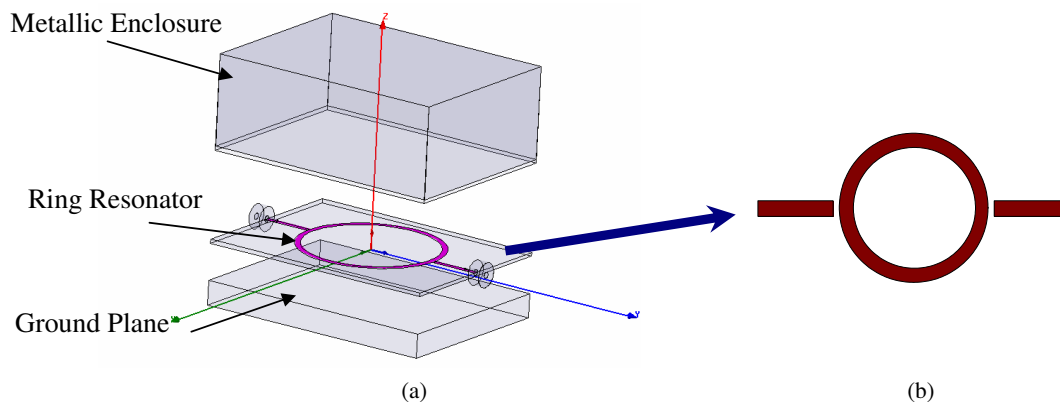 Metallic Enclosure
Z
Ring Resonator
Ground Plane
Y
(a)
(b)